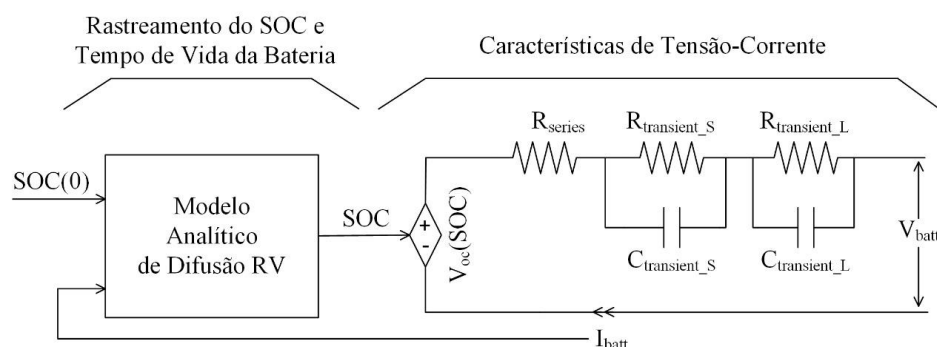 Rastreamento do SOC e
Tempo de Vida da Bateria
Características de Tensão-Corrente
R_series
R_transient_S
R_transient_L
SOC(0)
Modelo
Analítico
de Difusão RV
SOC
+
-
V_oc(SOC)
C_transient_S
C_transient_L
V_batt
I_batt